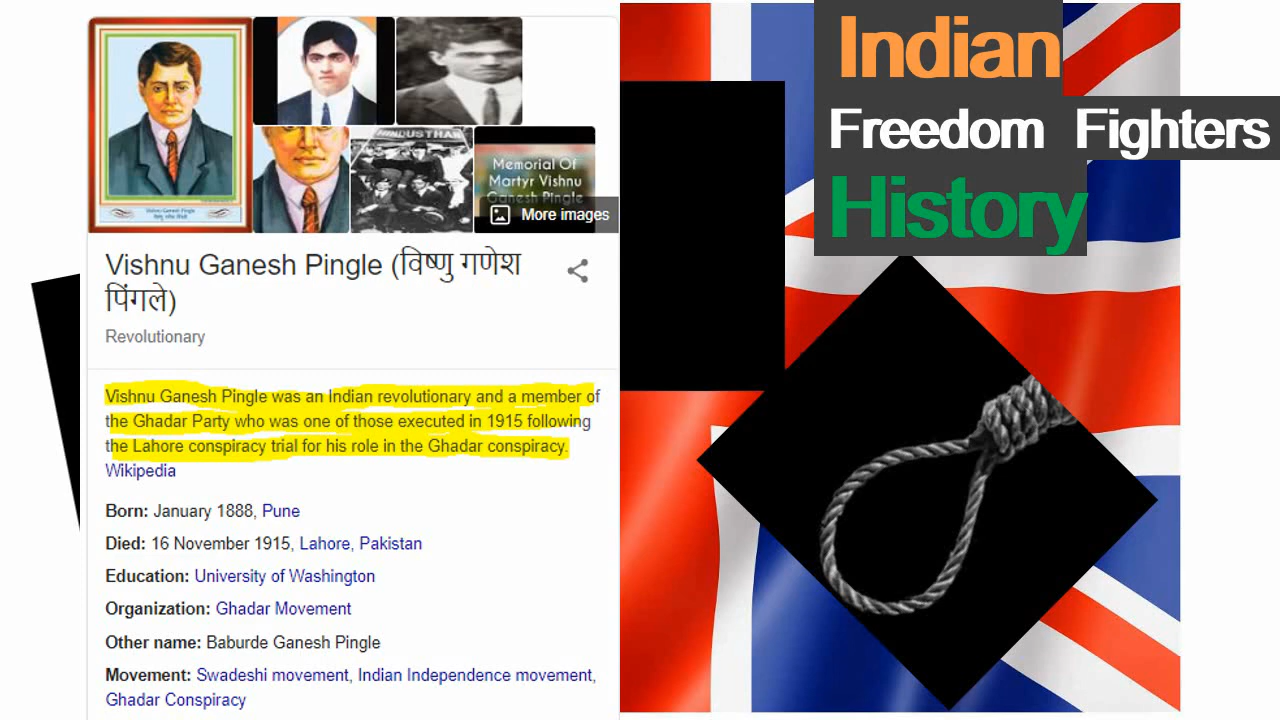 HINDUSTHAN
Memorial Of
Martyr Vishnu
Ganesh Pingle
More images
Vishnu Ganesh Pingle (विष्णु गणेश
पिंगले)
Revolutionary
Vishnu Ganesh Pingle was an Indian revolutionary and a member of
the Ghadar Party who was one of those executed in 1915 following
the Lahore conspiracy trial for his role in the Ghadar conspiracy.
Wikipedia
Born: January 1888, Pune
Died: 16 November 1915, Lahore, Pakistan
Education: University of Washington
Organization: Ghadar Movement
Other name: Baburde Ganesh Pingle
Movement: Swadeshi movement, Indian Independence movement,
Ghadar Conspiracy
Indian
Freedom Fighters
History